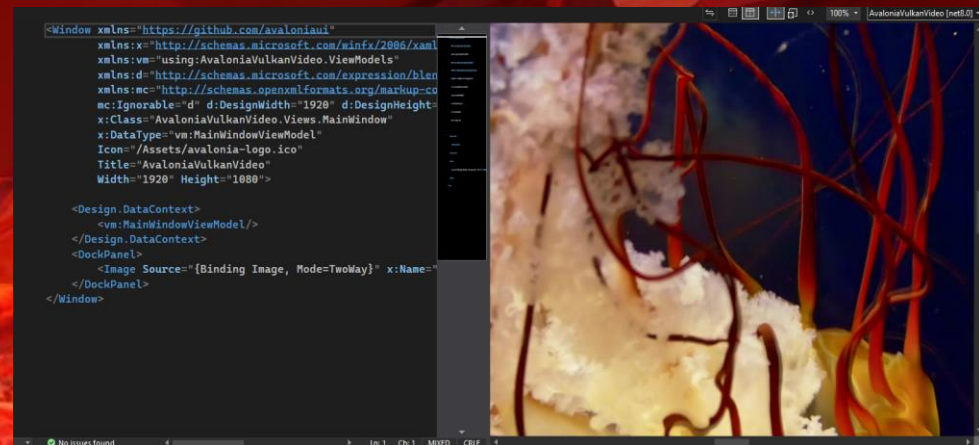 100%
AvaloniaVulkanVideo [net8.0]
<Window xmlns="https://github.com/avaloniaui"
xmlns:x="http://schemas.microsoft.com/winfx/2006/xaml
xmlns:vm="using:AvaloniaVulkanVideo.ViewModels"
xmlns:d="http://schemas.microsoft.com/expression/blen
xmlns:mc="http://schemas.openxmlformats.org/markup-co
mc:Ignorable="d" d:DesignWidth="1920" d:DesignHeight=
x:Class="AvaloniaVulkanVideo.Views.MainWindow"
x:DataType="vm:MainWindowViewModel"
Icon="/Assets/avalonia-logo.ico"
Title="AvaloniaVulkanVideo"
Width="1920" Height="1080">
<Design.DataContext>
<vm:MainWindowViewModel/>
</Design.DataContext>
<DockPanel>
<Image Source="{Binding Image, Mode=TwoWay}" x:Name="
</DockPanel>
</Window>
No issues found
Ln: 1 Ch: 1 MIXED CRLF